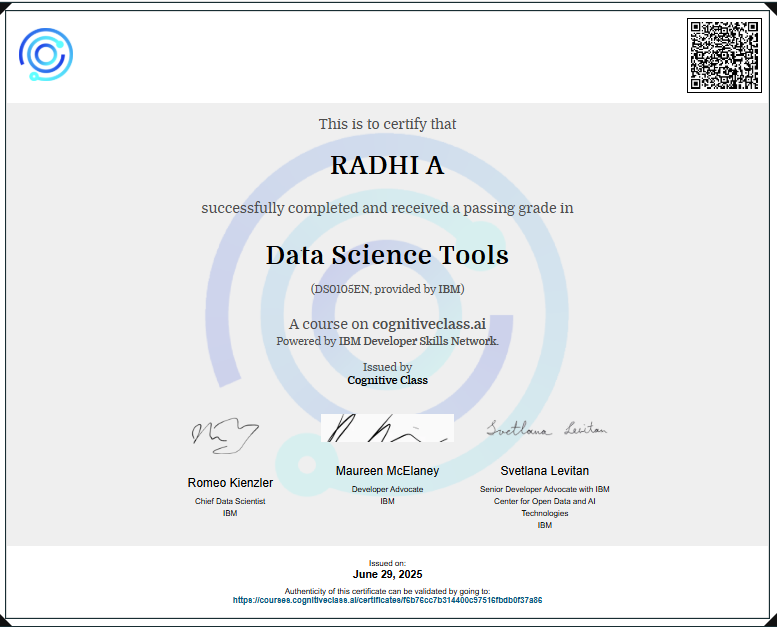 This is to certify that
RADHI A
successfully completed and received a passing grade in
Data Science Tools
(DS0105EN, provided by IBM)
A course on cognitiveclass.ai
Powered by IBM Developer Skills Network.
Issued by
Cognitive Class
Svetlana Levitan
Romeo Kienzler
Chief Data Scientist
IBM
Maureen McElaney
Developer Advocate
IBM
Svetlana Levitan
Senior Developer Advocate with IBM
Center for Open Data and AI
Technologies
IBM
Issued on:
June 29, 2025
Authenticity of this certificate can be validated by going to:
https://courses.cognitiveclass.ai/certificates/f6b76cc7b314400c97516fbdb0f37a86